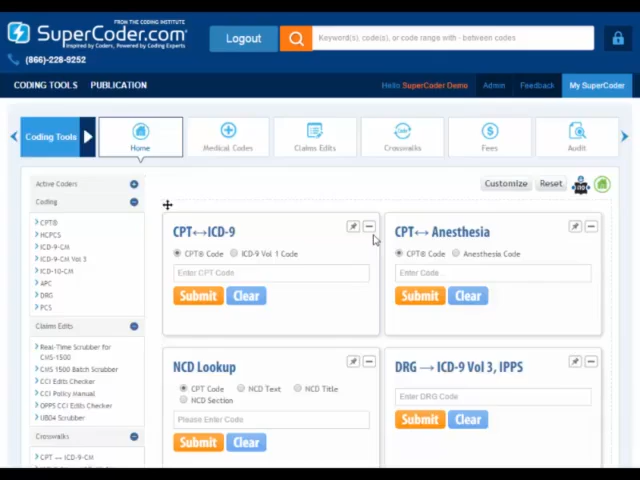 FROM THE CODING INSTITUTE
SuperCoder.com
Inspired by Coders, Powered by Coding Experts
(866)-228-9252
Logout
Keyword(s), code(s), or code range with - between codes
CODING TOOLS PUBLICATION
Hello SuperCoder Demo Admin Feedback My SuperCoder
Coding Tools
Home
Medical Codes
Claims Edits
Crosswalks
Fees
Audit
Customize Reset
Active Coders
Coding
CPT®
HCPCS
ICD-9-CM
ICD-9-CM Vol 3
ICD-10-CM
APC
DRG
PCS
Claim Edits
Real-Time Scrubber for
CMS-1500
CMS 1500 Batch Scrubber
CCI Edits Checker
CCI Policy Manual
OPPS CCI Edits Checker
UB04 Scrubber
Crosswalks
CPT ↔ ICD-9-CM
CPT↔ICD-9
CPT® Code ICD-9 Vol 1 Code
Enter CPT Code
Submit Clear
CPT↔ Anesthesia
CPT® Code Anesthesia Code
Enter Code
Submit Clear
NCD Lookup
CPT Code NCD Text NCD Title
NCD Section
Please Enter Code
Submit Clear
DRG → ICD-9 Vol 3, IPPS
Enter DRG Code
Submit Clear